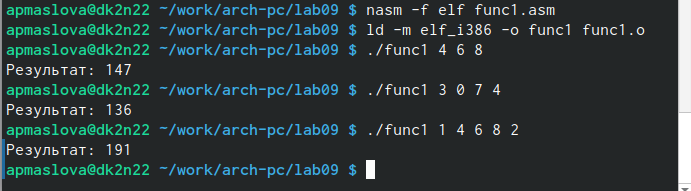 apmaslova@dk2n22 ~/work/arch-pc/lab09 $ nasm -f elf func1.asm
apmaslova@dk2n22 ~/work/arch-pc/lab09 $ ld -m elf_i386 -o func1 func1.o
apmaslova@dk2n22 ~/work/arch-pc/lab09 $ ./func1 4 6 8
Результат: 147
apmaslova@dk2n22 ~/work/arch-pc/lab09 $ ./func1 3 0 7 4
Результат: 136
apmaslova@dk2n22 ~/work/arch-pc/lab09 $ ./func1 1 4 6 8 2
Результат: 191
apmaslova@dk2n22 ~/work/arch-pc/lab09 $